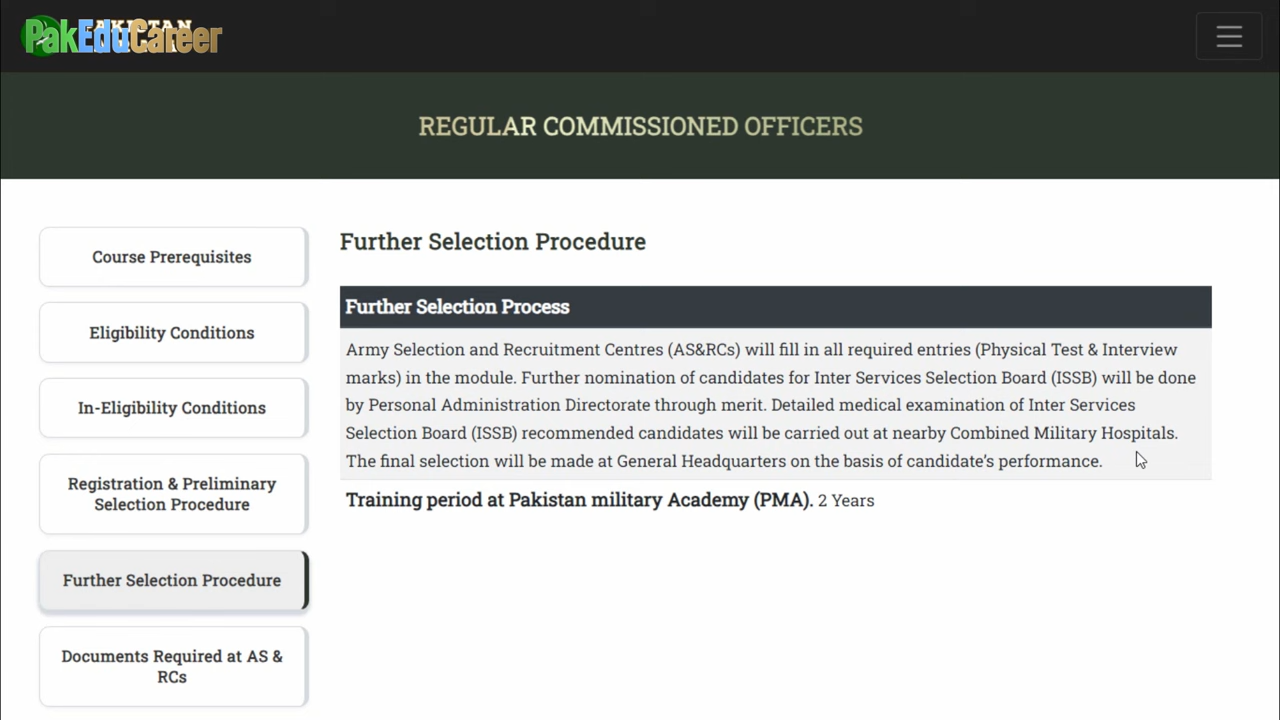 PAKISTAN
PakEduCareer
REGULAR COMMISSIONED OFFICERS
Course Prerequisites
Eligibility Conditions
In-Eligibility Conditions
Registration & Preliminary
Selection Procedure
Further Selection Procedure
Documents Required at AS &
RCs
Further Selection Procedure
Further Selection Process
Army Selection and Recruitment Centres (AS&RCs) will fill in all required entries (Physical Test & Interview
marks) in the module. Further nomination of candidates for Inter Services Selection Board (ISSB) will be done
by Personal Administration Directorate through merit. Detailed medical examination of Inter Services
Selection Board (ISSB) recommended candidates will be carried out at nearby Combined Military Hospitals.
The final selection will be made at General Headquarters on the basis of candidate’s performance.
Training period at Pakistan military Academy (PMA). 2 Years